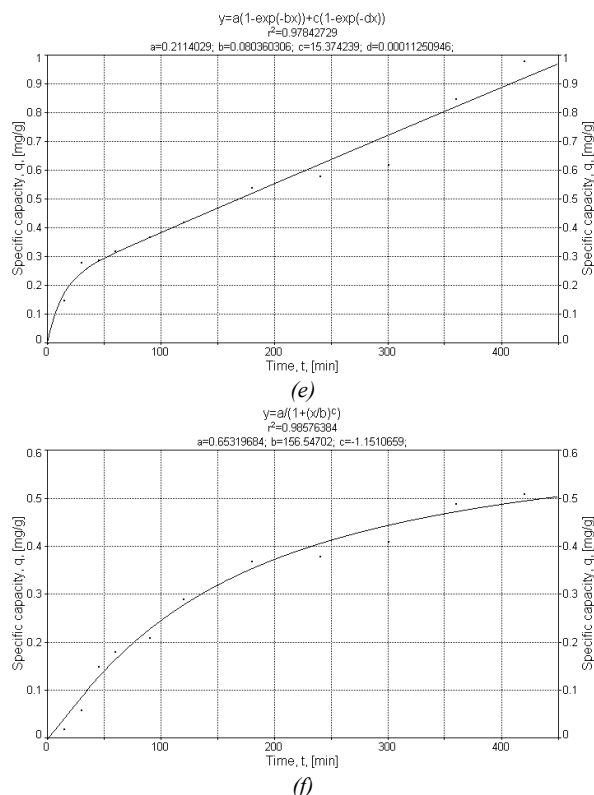 y=a(1-exp(-bx))+c(1-exp(-dx))
r²=0.97842729
a=0.2114029; b=0.080360306; c=15.374239; d=0.00011250946;
1 1
0.9 0.9
0.8 0.8
0.7 0.7
0.6 0.6
0.5 0.5
0.4 0.4
0.3 0.3
0.2 0.2
0.1 0.1
0 0
Specific capacity, q, [mg/g]
Specific capacity, q, [mg/g]
0 100 200 300 400
Time, t, [min]
(e)
y=a/(1+(x/b)ᶜ)
r²=0.98576384
a=0.65319684; b=156.54702; c=-1.1510659;
0.6 0.6
0.5 0.5
0.4 0.4
0.3 0.3
0.2 0.2
0.1 0.1
0 0
Specific capacity, q, [mg/g]
Specific capacity, q, [mg/g]
0 100 200 300 400
Time, t, [min]
(f)